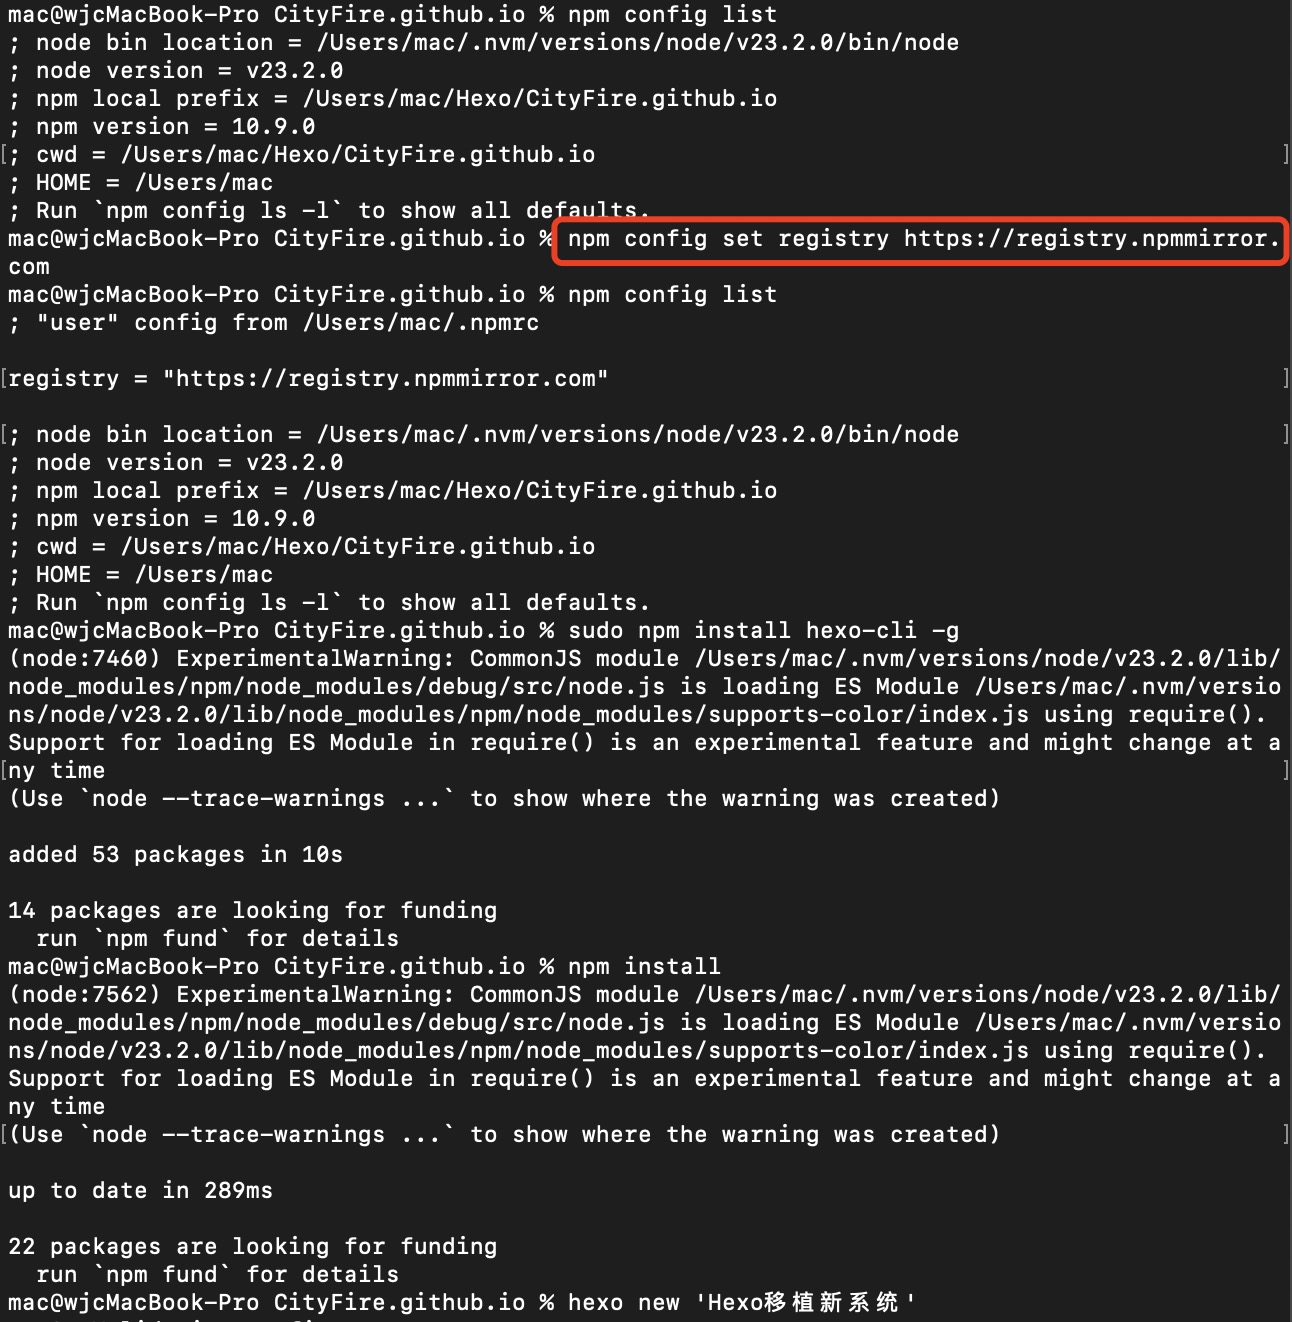 mac@wjcMacBook-Pro CityFire.github.io % npm config list
; node bin location = /Users/mac/.nvm/versions/node/v23.2.0/bin/node
; node version = v23.2.0
; npm local prefix = /Users/mac/Hexo/CityFire.github.io
; npm version = 10.9.0
[; cwd = /Users/mac/Hexo/CityFire.github.io ]
; HOME = /Users/mac
; Run `npm config ls -l` to show all defaults.
mac@wjcMacBook-Pro CityFire.github.io % npm config set registry https://registry.npmmirror.
com
mac@wjcMacBook-Pro CityFire.github.io % npm config list
; "user" config from /Users/mac/.npmrc
[registry = "https://registry.npmmirror.com" ]
[; node bin location = /Users/mac/.nvm/versions/node/v23.2.0/bin/node ]
; node version = v23.2.0
; npm local prefix = /Users/mac/Hexo/CityFire.github.io
; npm version = 10.9.0
; cwd = /Users/mac/Hexo/CityFire.github.io
; HOME = /Users/mac
; Run `npm config ls -l` to show all defaults.
mac@wjcMacBook-Pro CityFire.github.io % sudo npm install hexo-cli -g
(node:7460) ExperimentalWarning: CommonJS module /Users/mac/.nvm/versions/node/v23.2.0/lib/
node_modules/npm/node_modules/debug/src/node.js is loading ES Module /Users/mac/.nvm/versio
ns/node/v23.2.0/lib/node_modules/npm/node_modules/supports-color/index.js using require().
Support for loading ES Module in require() is an experimental feature and might change at a
[ny time ]
(Use `node --trace-warnings ...` to show where the warning was created)
added 53 packages in 10s
14 packages are looking for funding
run `npm fund` for details
mac@wjcMacBook-Pro CityFire.github.io % npm install
(node:7562) ExperimentalWarning: CommonJS module /Users/mac/.nvm/versions/node/v23.2.0/lib/
node_modules/npm/node_modules/debug/src/node.js is loading ES Module /Users/mac/.nvm/versio
ns/node/v23.2.0/lib/node_modules/npm/node_modules/supports-color/index.js using require().
Support for loading ES Module in require() is an experimental feature and might change at a
ny time
[(Use `node --trace-warnings ...` to show where the warning was created) ]
up to date in 289ms
22 packages are looking for funding
run `npm fund` for details
mac@wjcMacBook-Pro CityFire.github.io % hexo new 'Hexo移植新系统'